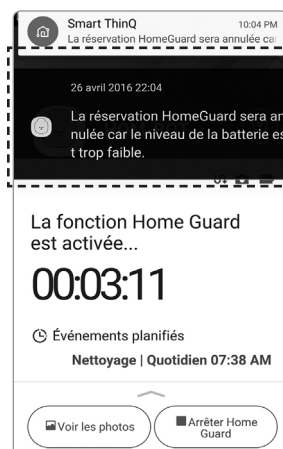 Smart ThinQ 10:04 PM
La réservation HomeGuard sera annulée ca
26 avril 2016 22:04
La réservation HomeGuard sera an
nulée car le niveau de la batterie es
t trop faible.
La fonction Home Guard
est activée...
00:03:11
Événements planifiés
Nettoyage | Quotidien 07:38 AM
Voir les photos
Arrêter Home
Guard